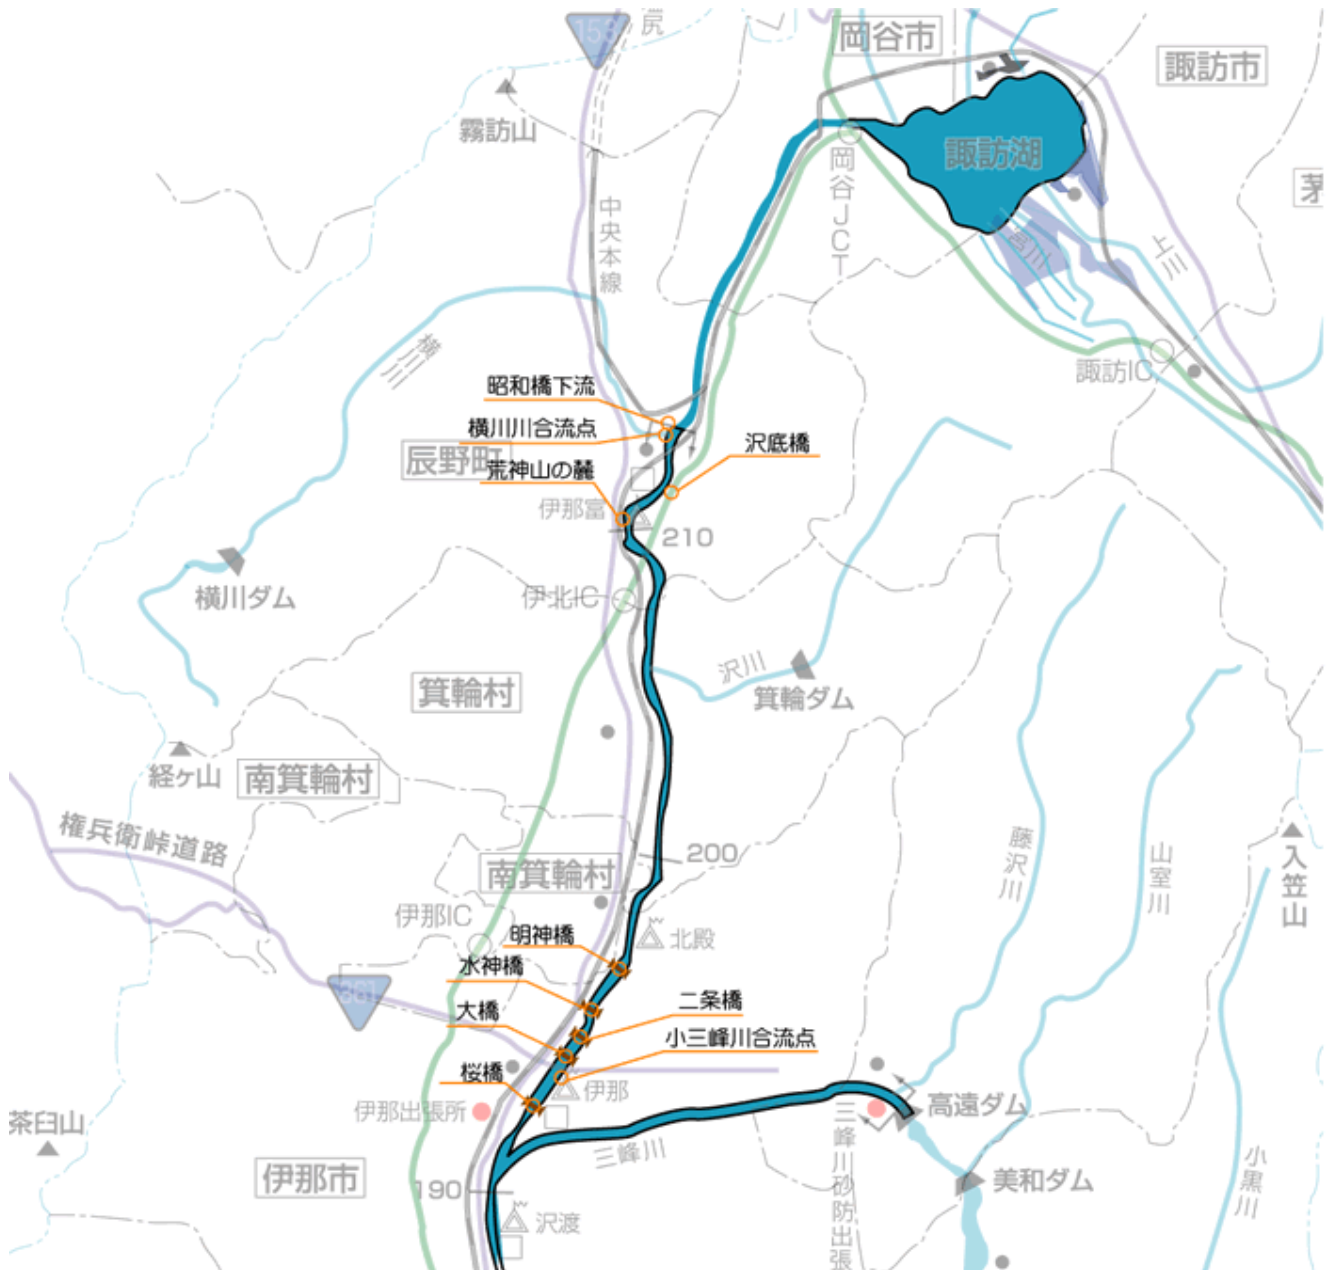 153
尻
岡谷市
諏訪市
霧訪山
諏訪湖
岡谷JCT
茅
中央本線
上川
宮川
横川
諏訪IC
昭和橋下流
横川川合流点
沢底橋
辰野町
荒神山の麓
伊那富
210
横川ダム
伊北IC
沢川
箕輪ダム
箕輪村
経ヶ山
南箕輪村
権兵衛峠道路
200
南箕輪村
藤沢川
山室川
入笠山
伊那IC
明神橋
北殿
水神橋
361
大橋
二条橋
小三峰川合流点
桜橋
伊那
伊那出張所
高遠ダム
茶臼山
三峰川
三峰川砂防出張
伊那市
190
美和ダム
小黒川
沢渡